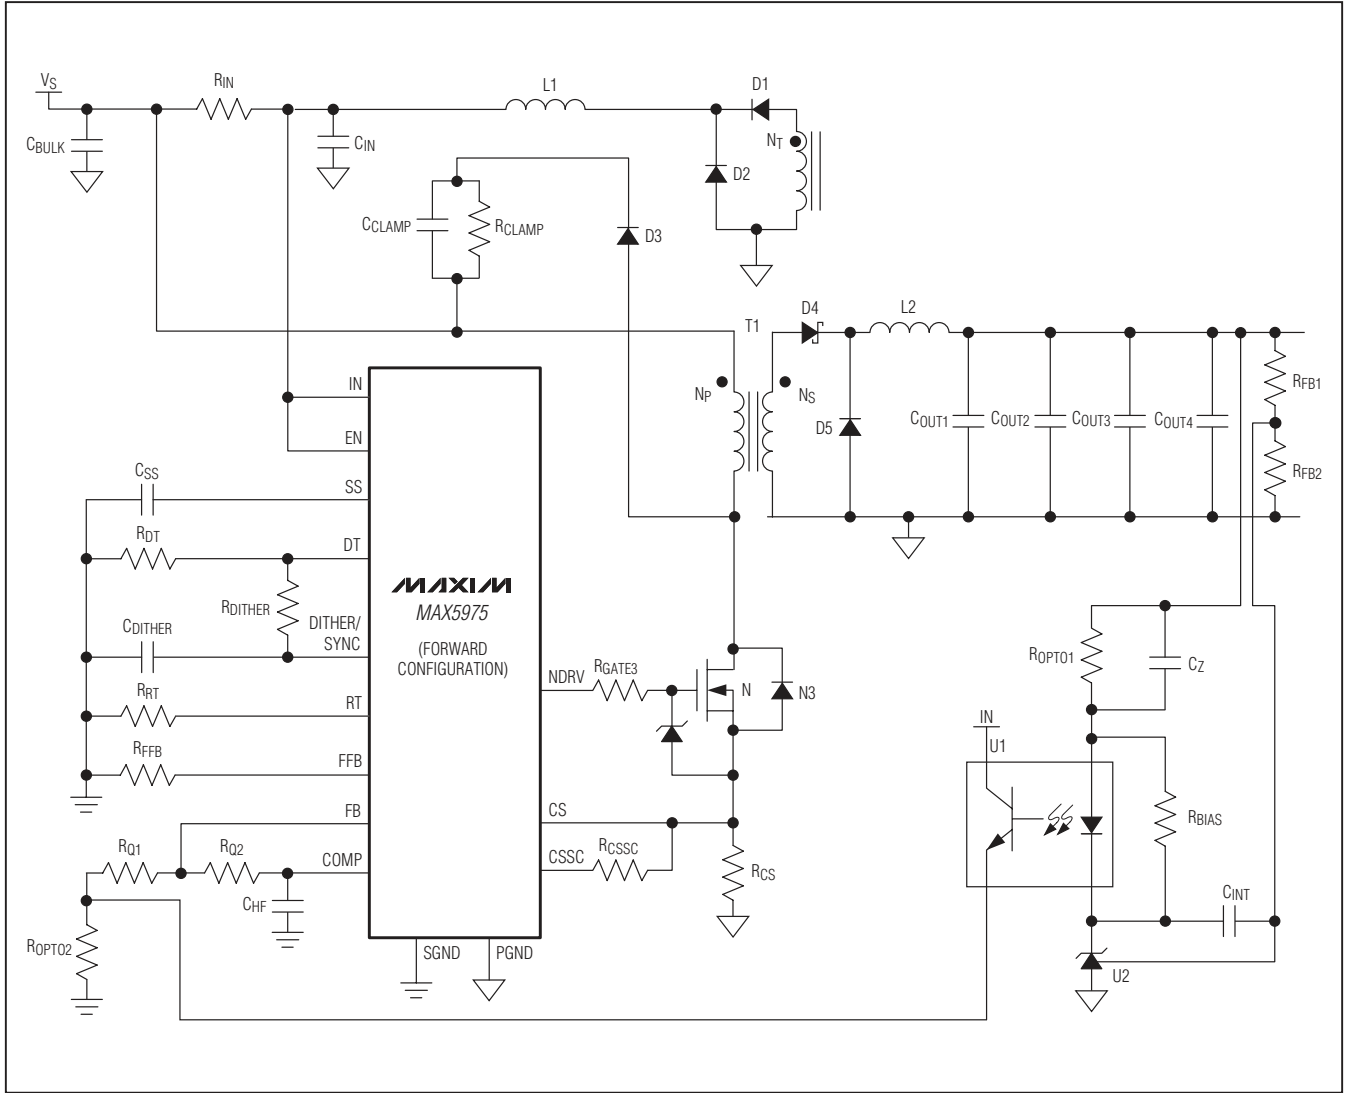 VS
RIN
L1
D1
CBULK
CIN
NT
D2
CCLAMP
RCLAMP
D3
T1
D4
L2
NP
NS
D5
COUT1
COUT2
COUT3
COUT4
RFB1
RFB2
IN
EN
CSS
SS
RDT
DT
RDITHER
CDITHER
DITHER/
SYNC
RRT
RT
RFFB
FFB
FB
RQ1
RQ2
COMP
CHF
ROPTO2
MAXIM
MAX5975
(FORWARD
CONFIGURATION)
NDRV
RGATE3
N
N3
CS
CSSC
RCSSC
RCS
SGND
PGND
ROPTO1
CZ
IN
U1
RBIAS
CINT
U2